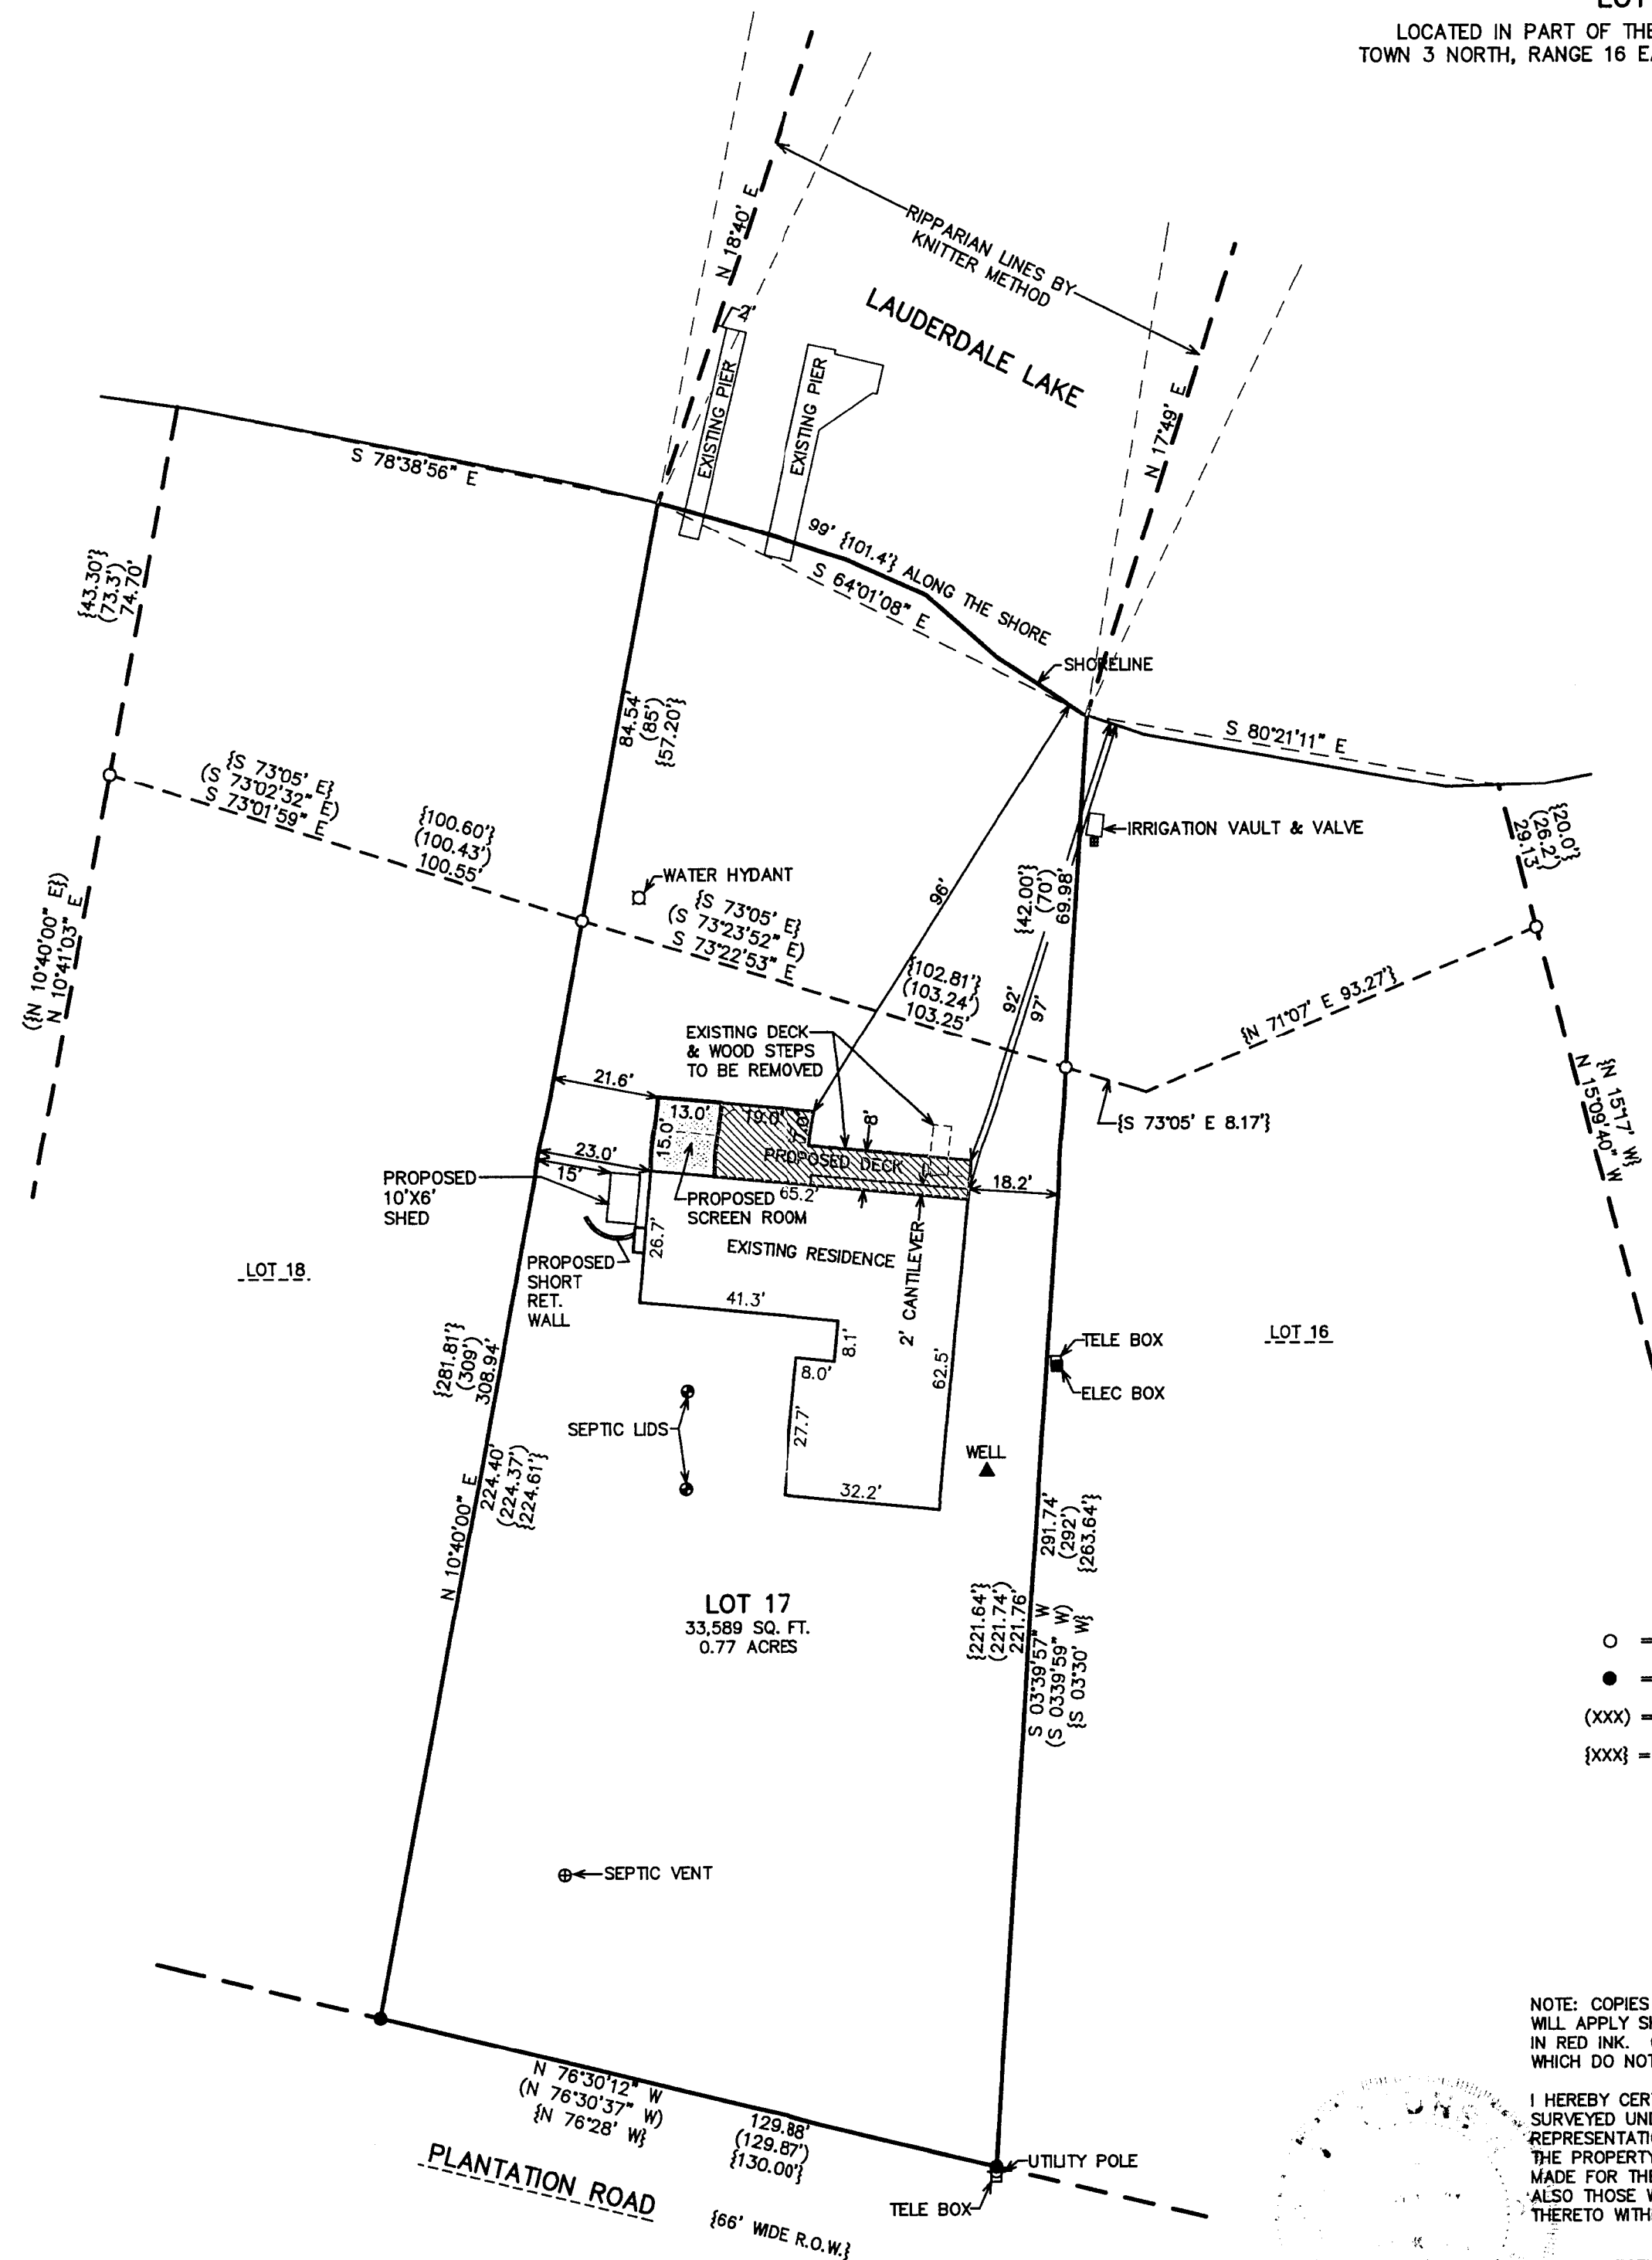 LOCATED IN PART OF THE
TOWN 3 NORTH, RANGE 16
N 18°40' E
RIPPARIAN LINES BY
KNITTER METHOD
LAUDERDALE LAKE
2'
EXISTING PIER
EXISTING PIER
N 17°49' E
S 78°38'56" E
99' {101.4'} ALONG THE SHORE
S 64°01'08" E
SHORELINE
{43.30'}
(73.3')
74.70'
84.54'
(85')
{57.20'}
S 80°21'11" E
IRRIGATION VAULT & VALVE
{20.0'}
(26.2')
29.13'
{S 73°05' E}
(S 73°02'32" E)
S 73°01'59" E
{100.60'}
(100.43')
100.55'
WATER HYDANT
{S 73°05' E}
(S 73°23'52" E)
S 73°22'53" E
96'
{42.00'}
(70')
69.98'
({N 10°40'00" E})
N 10°41'03" E
{102.81'}
(103.24')
103.25'
92'
97'
{N 71°07' E 93.27'}
EXISTING DECK
& WOOD STEPS
TO BE REMOVED
{S 73°05' E 8.17'}
{N 15°17' W}
N 15°09'40" W
21.6'
13.0'
19.0'
8'
15.0'
23.0'
15'
PROPOSED DECK
65.2'
18.2'
PROPOSED
10'X6'
SHED
PROPOSED
SCREEN ROOM
26.7'
EXISTING RESIDENCE
2' CANTILEVER
PROPOSED
SHORT
RET.
WALL
LOT 18
41.3'
8.1'
8.0'
62.5'
27.7'
32.2'
LOT 16
TELE BOX
ELEC BOX
{281.81'}
(309')
308.94'
SEPTIC LIDS
WELL
N 10°40'00" E
224.40'
(224.37')
{224.61'}
291.74'
(292')
{263.64'}
LOT 17
33,589 SQ. FT.
0.77 ACRES
{221.64'}
(221.74')
221.76'
S 03°39'57" W
(S 0339'59" W)
{S 03°30' W}
○ =
● =
(XXX) =
{XXX} =
SEPTIC VENT
N 76°30'12" W
(N 76°30'37" W)
{N 76°28' W}
129.88'
(129.87')
{130.00'}
PLANTATION ROAD
{66' WIDE R.O.W.}
UTILITY POLE
TELE BOX
NOTE: COPIES
WILL APPLY
IN RED INK.
WHICH DO NOT
I HEREBY
SURVEYED
THE PROPERTY
MADE FOR THE
ALSO THOSE
THERETO